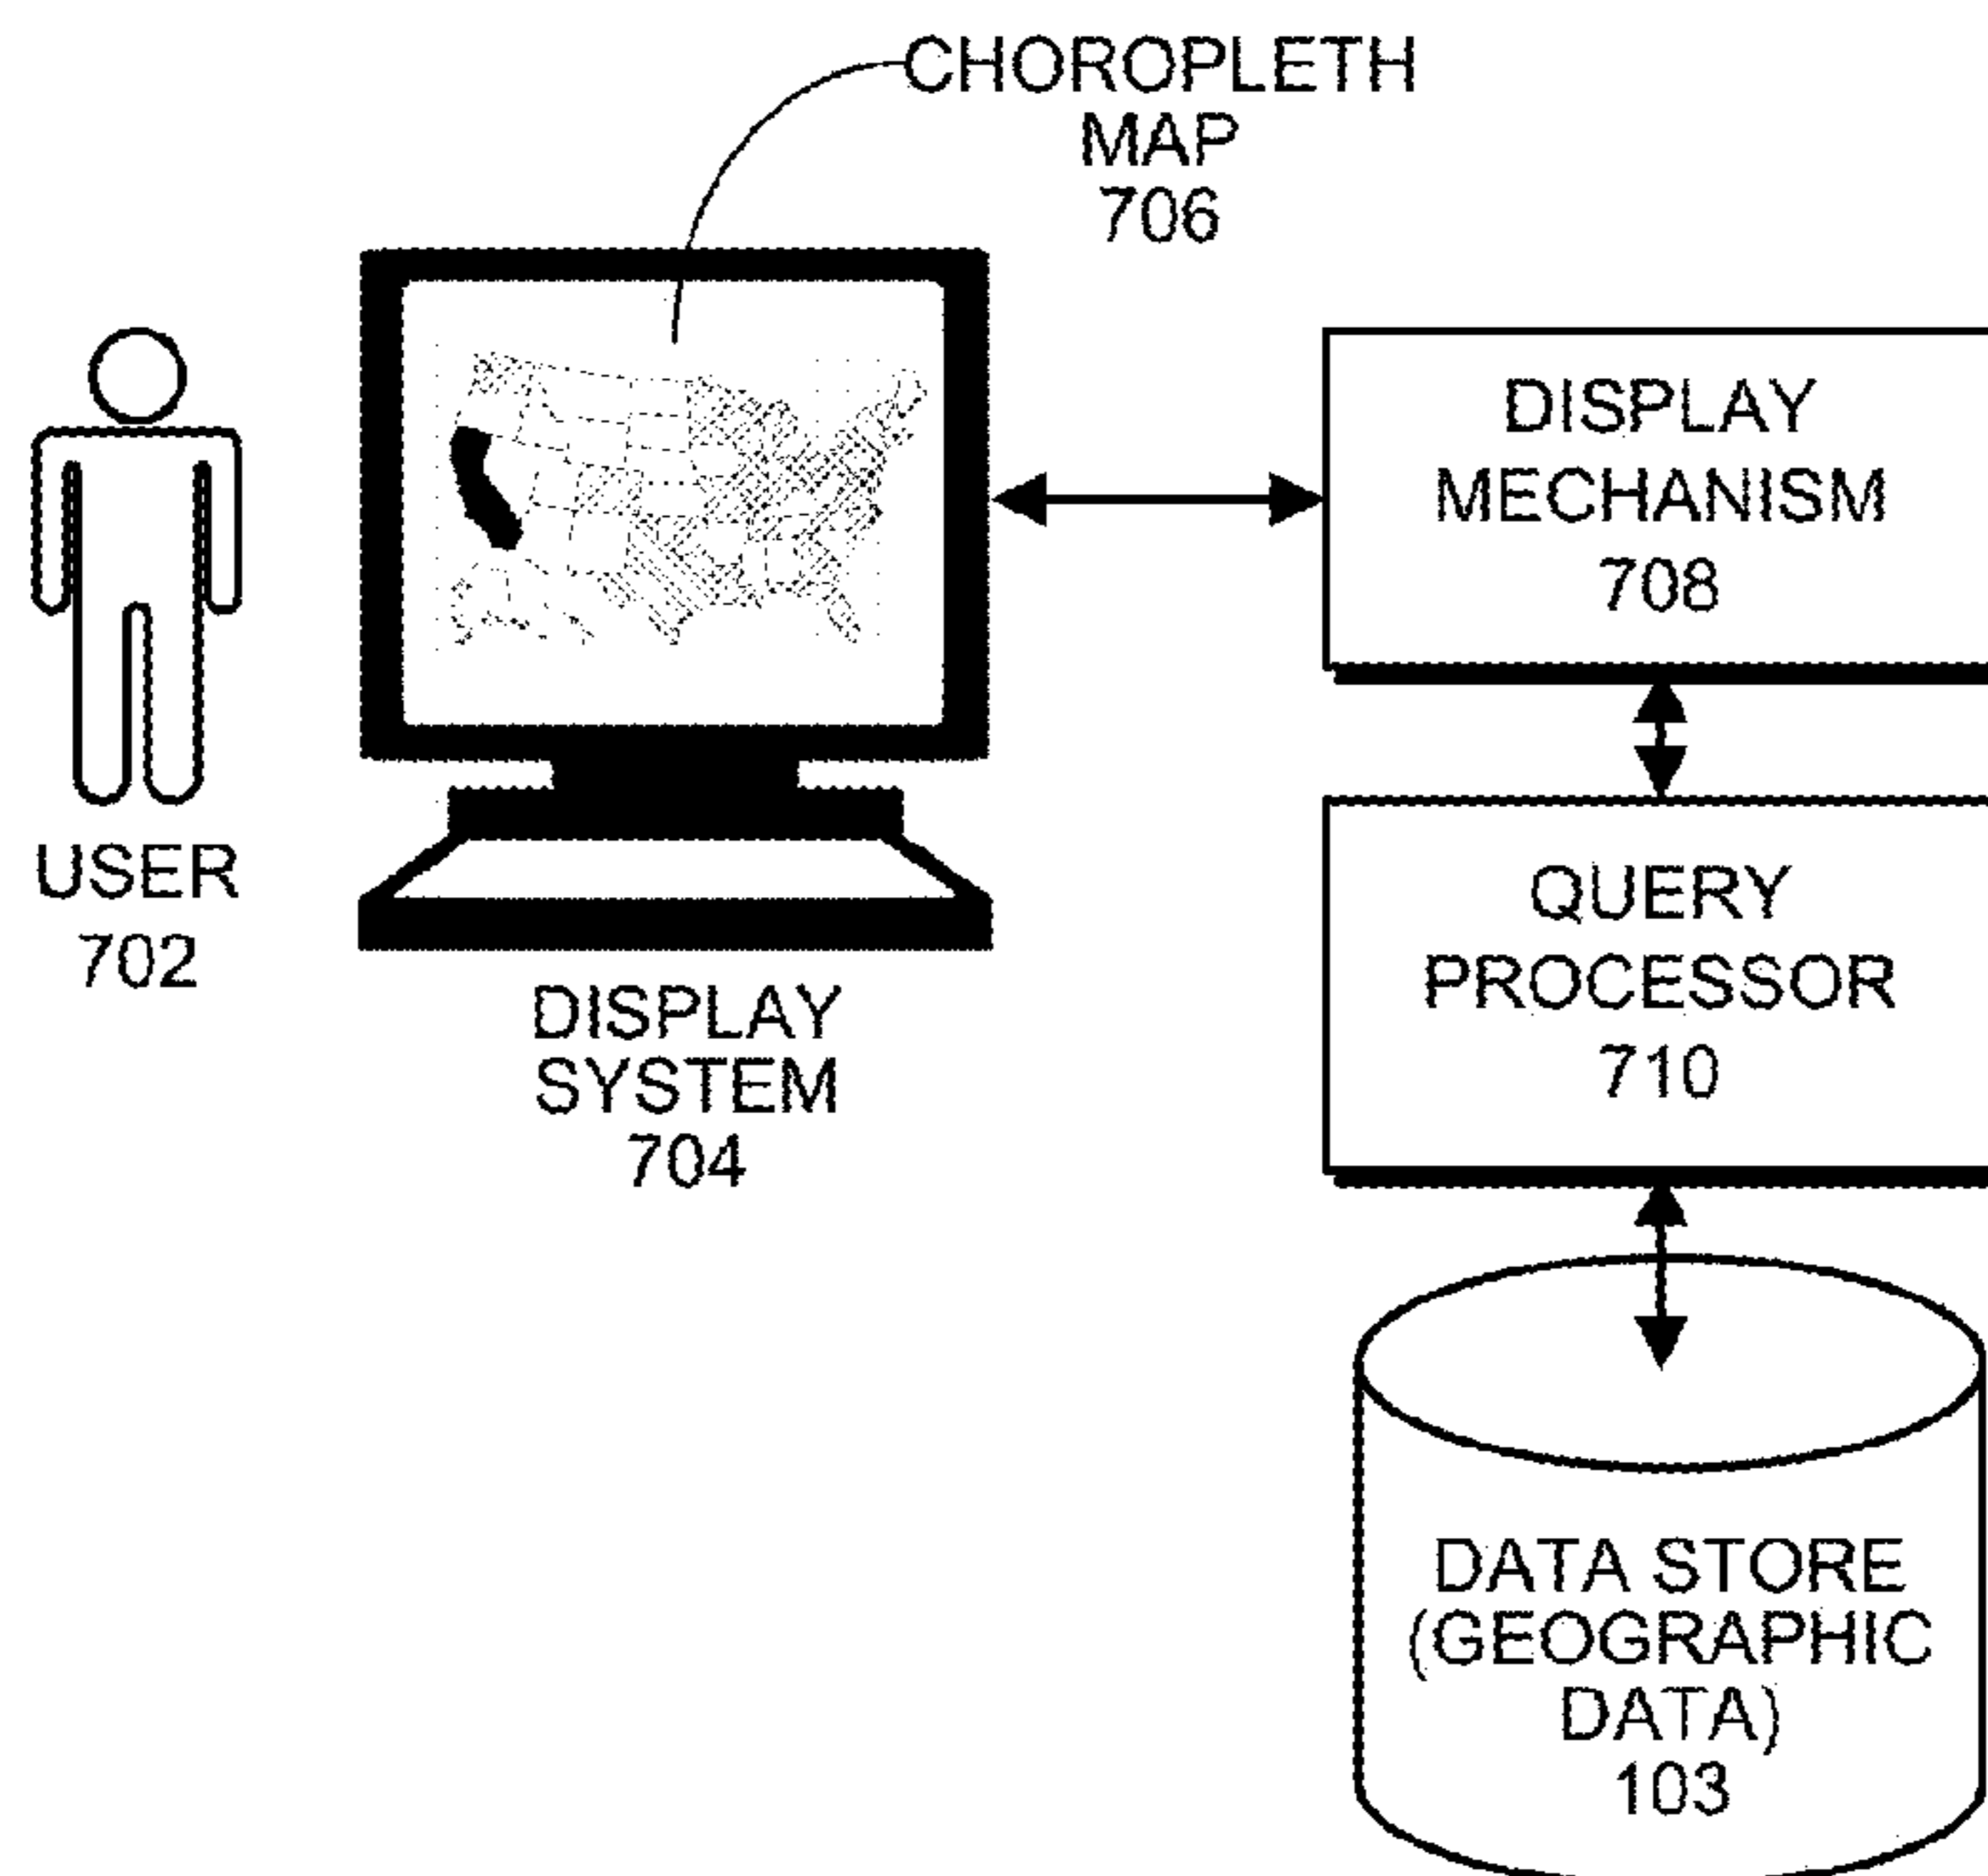 CHOROPLETH
MAP
706
DISPLAY
MECHANISM
708
USER
702
QUERY
PROCESSOR
710
DISPLAY
SYSTEM
704
DATA STORE
(GEOGRAPHIC
DATA)
103